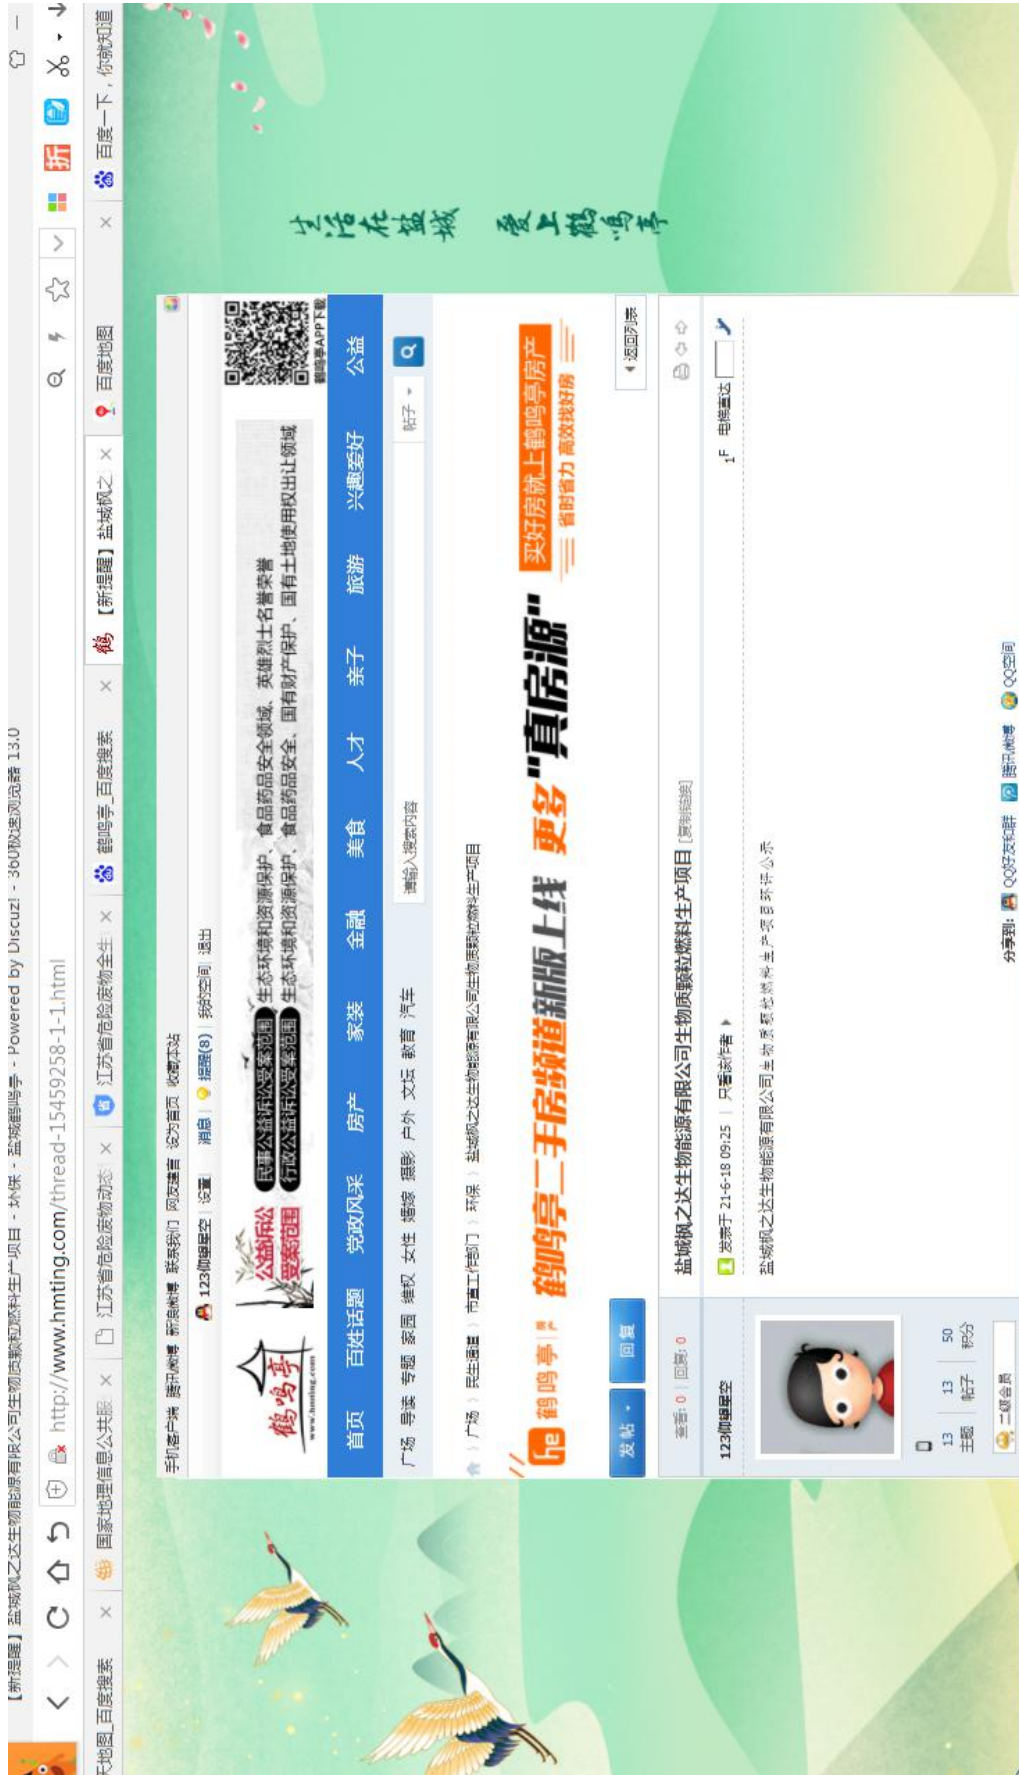 【新提醒】盐城枫之达生物能源有限公司生物质颗粒燃料生产项目 - 环保 - 盐城鹤鸣亭 - Powered by Discuz! - 360极速浏览器 13.0
http://www.hmting.com/thread-15459258-1-1.html
折
天地图_百度搜索
国家地理信息公共服
江苏省危险废物动态
江苏省危险废物全生
鹤鸣亭_百度搜索
【新提醒】盐城枫之
百度地图
百度一下，你就知道
手机客户端 腾讯微博 新浪微博 联系我们 网友建言 设为首页 收藏本站
123仰望星空 | 设置 | 消息 | 提醒(8) | 我的空间 | 退出
鹤鸣亭
www.hmting.com
公益诉讼
受案范围
民事公益诉讼受案范围 生态环境和资源保护、食品药品安全领域、英雄烈士名誉荣誉
行政公益诉讼受案范围 生态环境和资源保护、食品药品安全、国有财产保护、国有土地使用权出让领域
鹤鸣亭APP下载
首页 百姓话题 党政风采 房产 家装 金融 美食 人才 亲子 旅游 兴趣爱好 公益
广场 导读 专题 家园 维权 女性 婚嫁 摄影 户外 文坛 教育 汽车
请输入搜索内容
帖子
广场 › 民生通道 › 市直工作部门 › 环保 › 盐城枫之达生物能源有限公司生物质颗粒燃料生产项目
he 鹤鸣亭 | 房产
鹤鸣亭二手房频道新版上线 更多"真房源"
买好房就上鹤鸣亭房产
省时省力 高效找好房
发帖
回复
返回列表
查看: 0 | 回复: 0
盐城枫之达生物能源有限公司生物质颗粒燃料生产项目 [复制链接]
123仰望星空
发表于 21-6-18 09:25 | 只看该作者
1F 电梯直达
盐城枫之达生物能源有限公司生物质颗粒燃料生产项目环评公示
13 13 50
主题 帖子 积分
二级会员
分享到: QQ好友和群 腾讯微博 QQ空间
生活在盐城 爱上鹤鸣亭